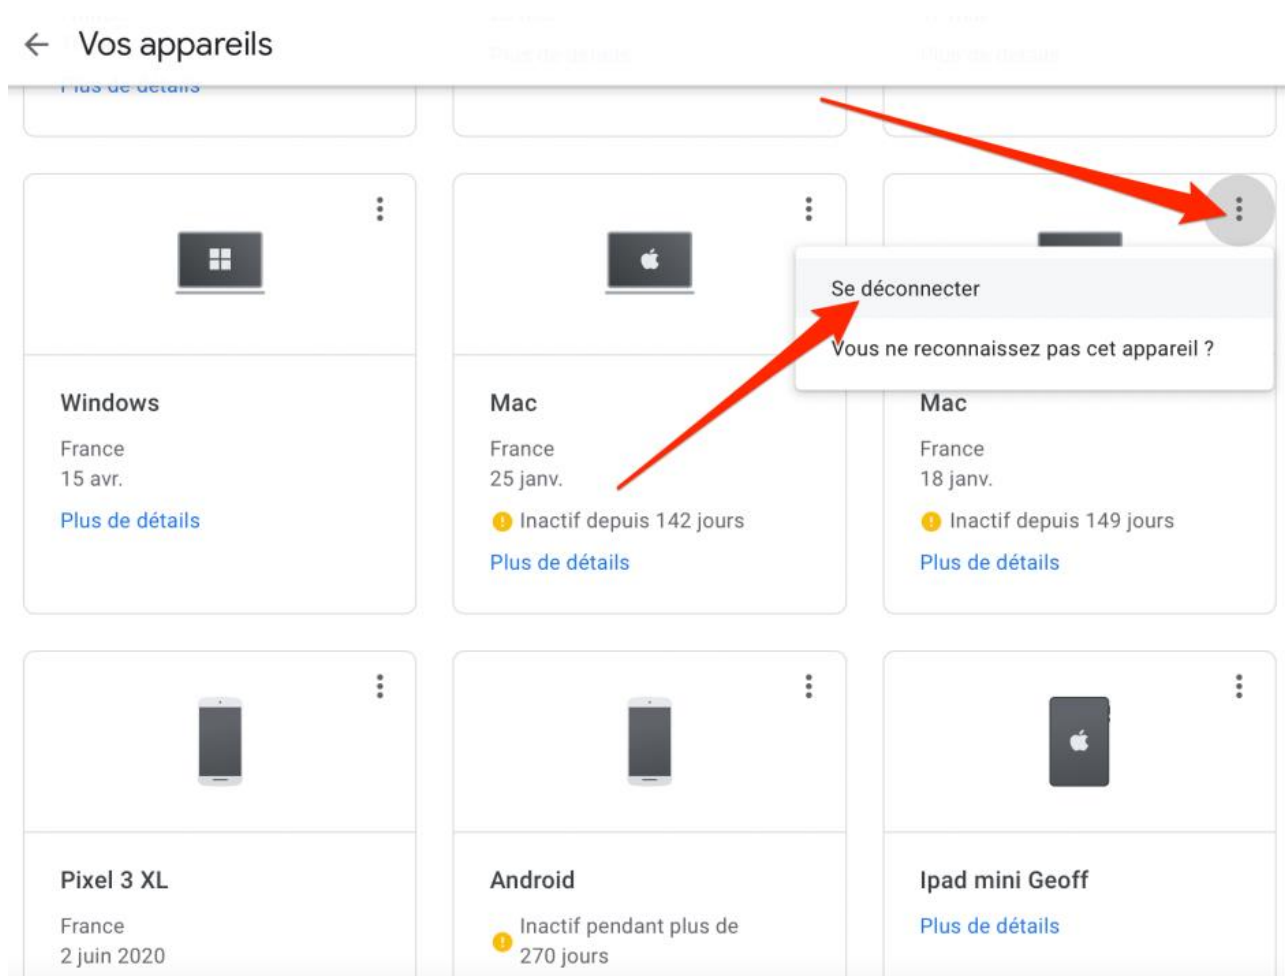 Vos appareils
Plus de détails
Se déconnecter
Vous ne reconnaissez pas cet appareil ?
Windows
France
15 avr.
Plus de détails
Mac
France
25 janv.
Inactif depuis 142 jours
Plus de détails
Mac
France
18 janv.
Inactif depuis 149 jours
Plus de détails
Pixel 3 XL
France
2 juin 2020
Android
Inactif pendant plus de
270 jours
Ipad mini Geoff
Plus de détails